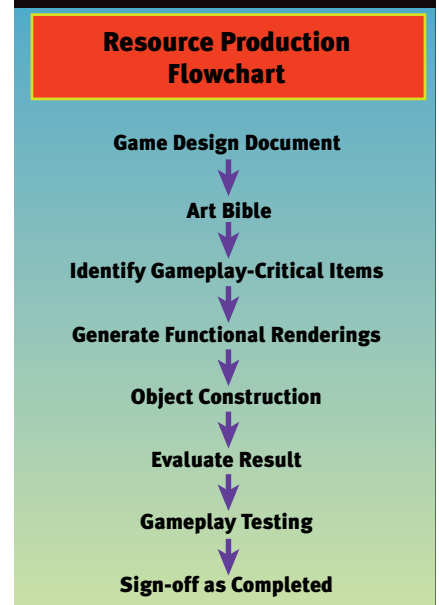 Resource Production
Flowchart
Game Design Document
Art Bible
Identify Gameplay-Critical Items
Generate Functional Renderings
Object Construction
Evaluate Result
Gameplay Testing
Sign-off as Completed